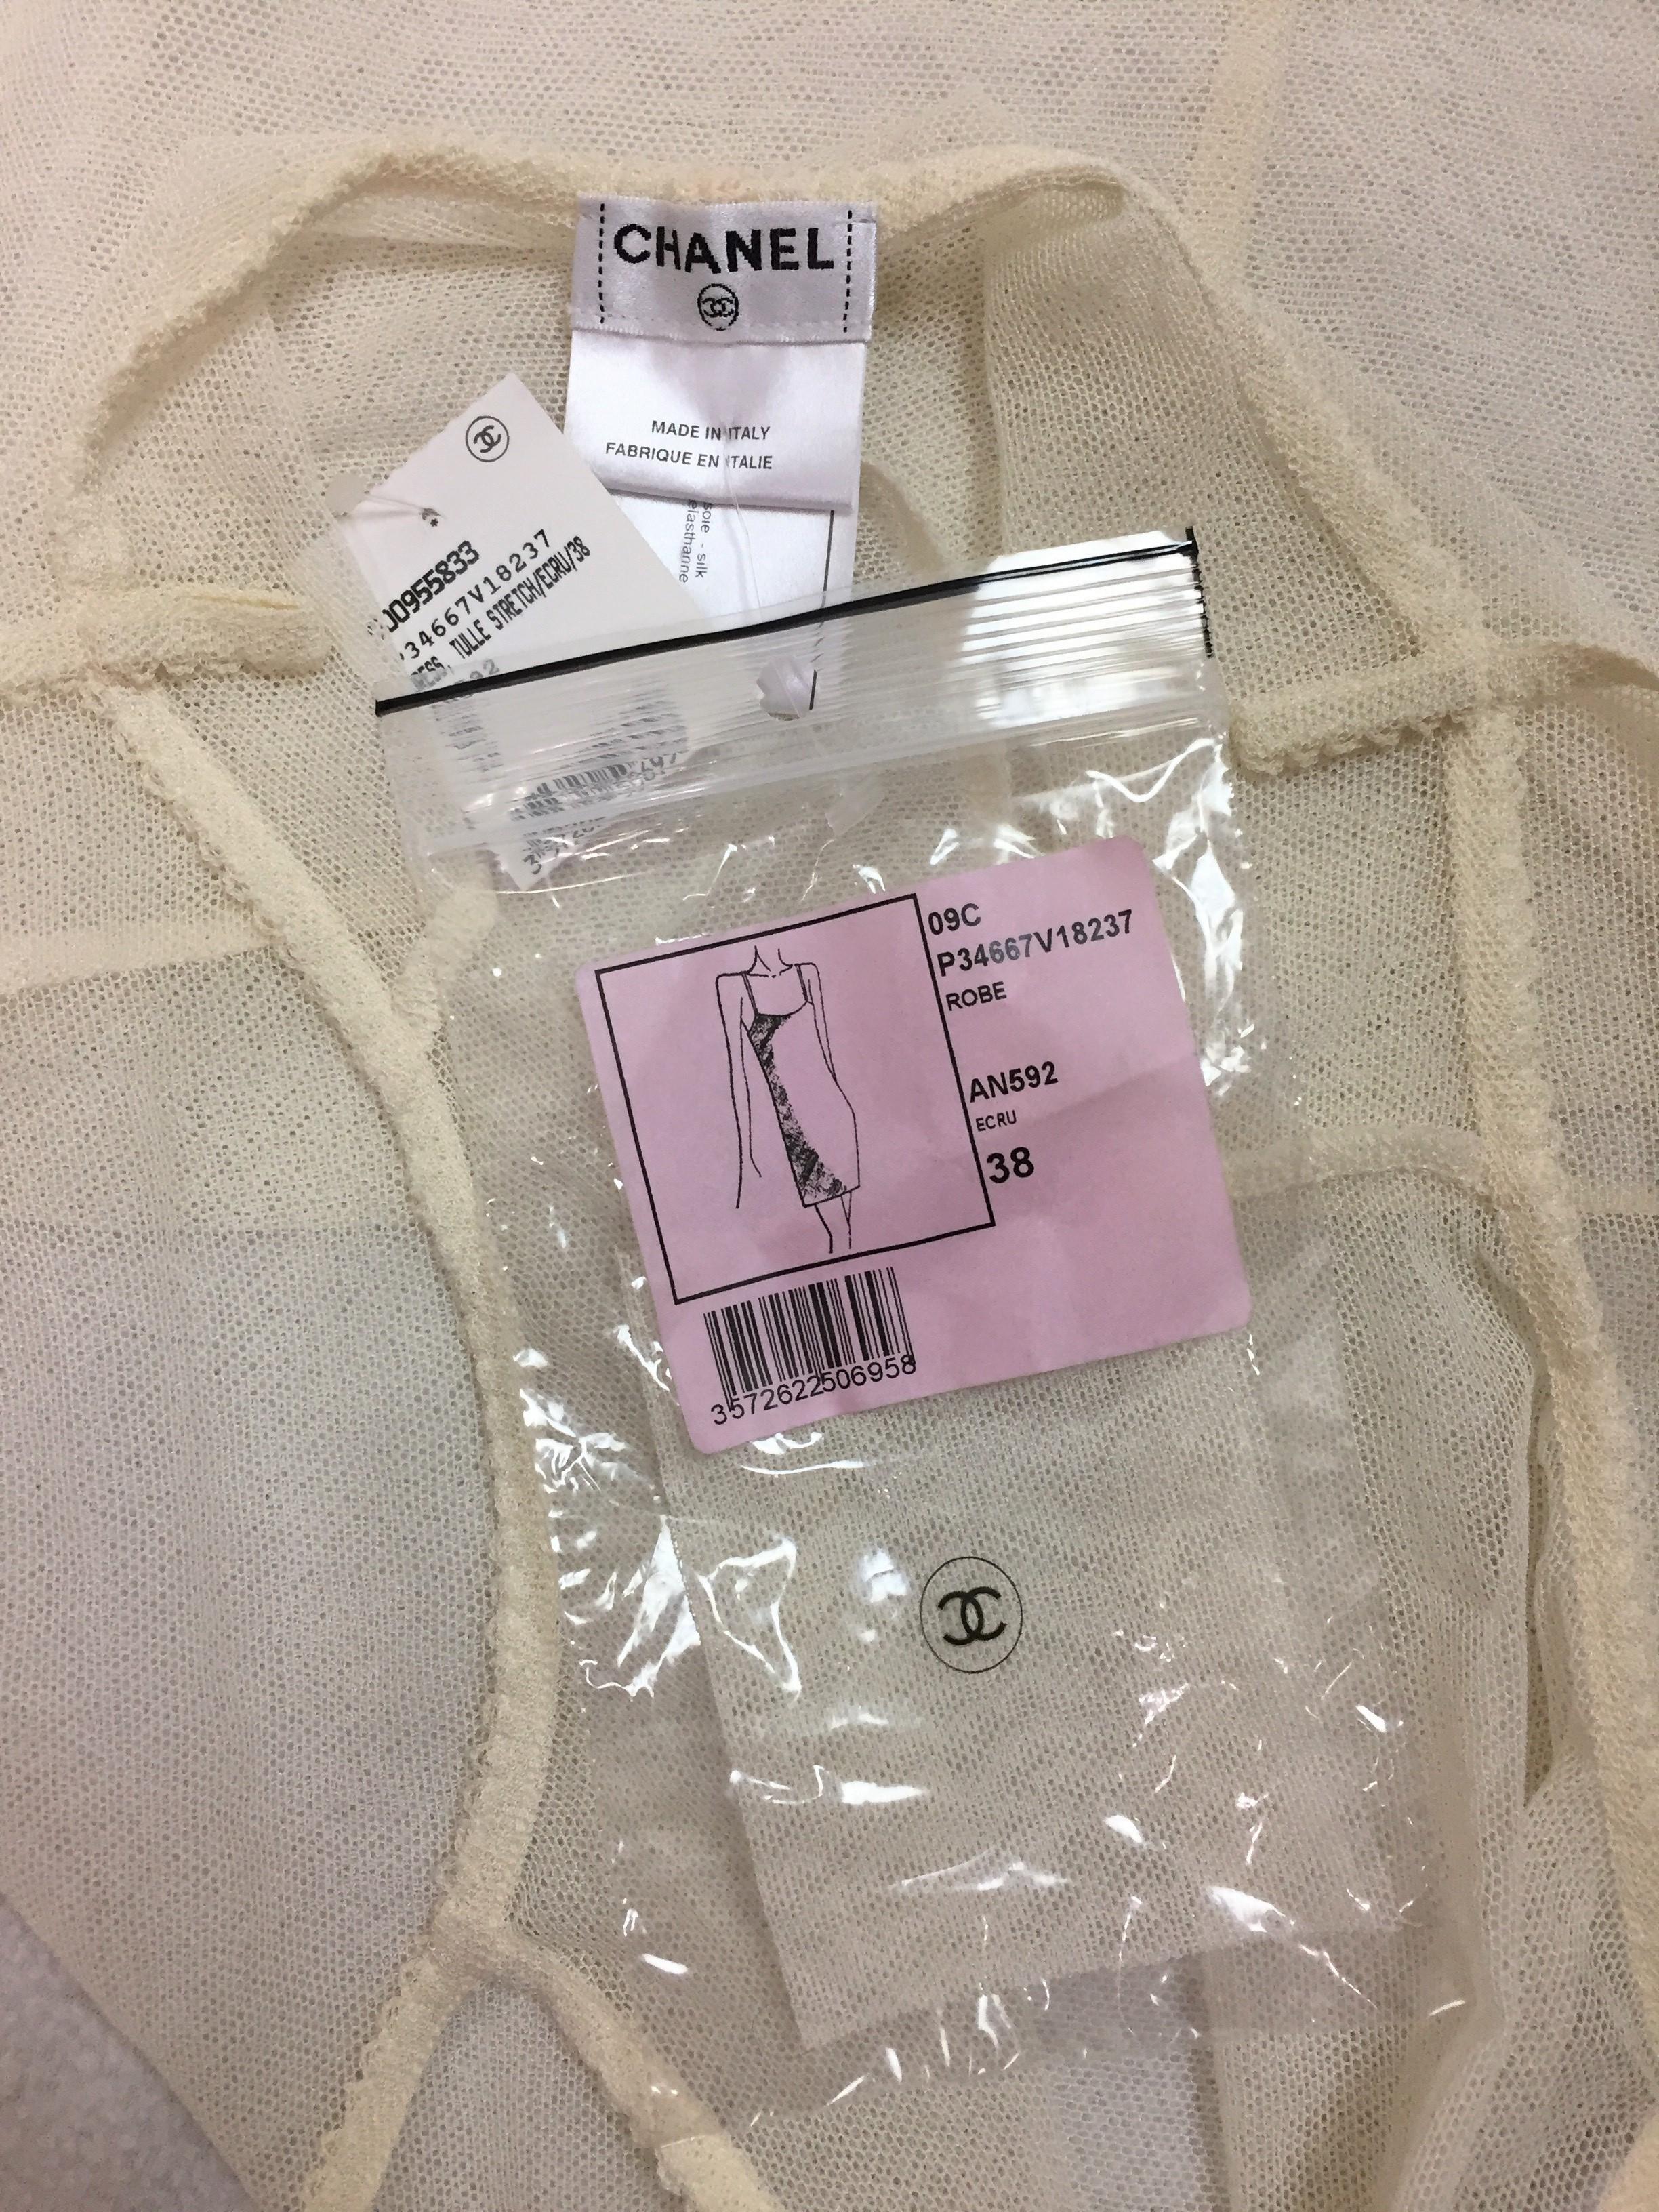 CHANEL
MADE IN ITALY
FABRIQUE EN ITALIE
soie - silk
elasthanne
00955833
34667V18237
TULLE STRETCH/ECRU/38
09C
P34667V18237
ROBE
AN592
ECRU
38
3572622506958